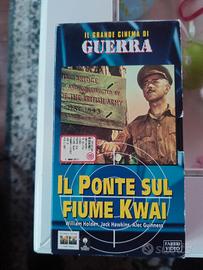 IL GRANDE CINEMA DI
GUERRA
BRIDGE
THE BRITISH ARMY
IL PONTE SUL
FIUME KWAI
William Holden, Jack Hawkins, Alec Guinness
FABBRI
VIDEO
subito